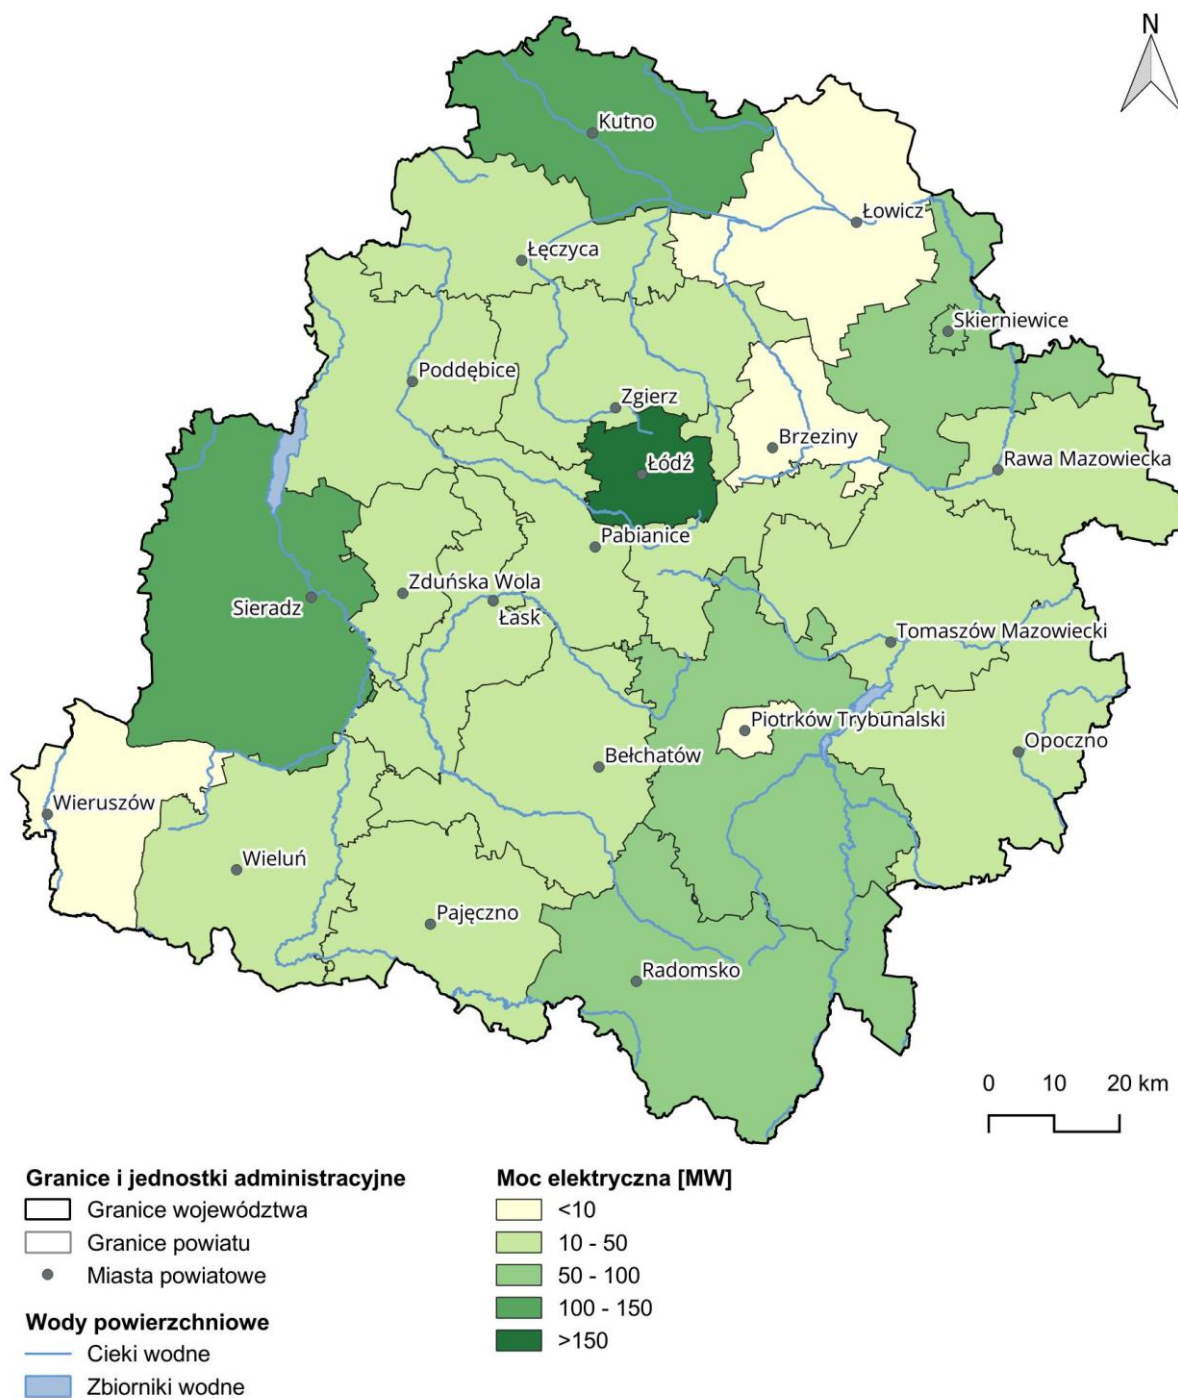 N
Kutno
Łowicz
Łęczyca
Skierniewice
Poddębice
Zgierz
Brzeziny
Łódź
Rawa Mazowiecka
Pabianice
Zduńska Wola
Sieradz
Łask
Tomaszów Mazowiecki
Piotrków Trybunalski
Opoczno
Bełchatów
Wieruszów
Wieluń
Pajęczno
Radomsko
0 10 20 km
Granice i jednostki administracyjne
Granice województwa
Granice powiatu
Miasta powiatowe
Wody powierzchniowe
Cieki wodne
Zbiorniki wodne
Moc elektryczna [MW]
<10
10 - 50
50 - 100
100 - 150
>150